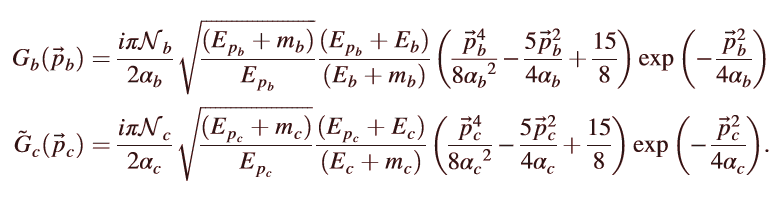 $G_b(\vec{p}_b) = \frac{i\pi\mathcal{N}_b}{2\alpha_b} \sqrt{\frac{(E_{p_b}+m_b)}{E_{p_b}}} \frac{(E_{p_b}+E_b)}{(E_b+m_b)} \left(\frac{\vec{p}_b^4}{8{\alpha_b}^2} - \frac{5\vec{p}_b^2}{4\alpha_b} + \frac{15}{8}\right) \exp\left(-\frac{\vec{p}_b^2}{4\alpha_b}\right)$
$\tilde{G}_c(\vec{p}_c) = \frac{i\pi\mathcal{N}_c}{2\alpha_c} \sqrt{\frac{(E_{p_c}+m_c)}{E_{p_c}}} \frac{(E_{p_c}+E_c)}{(E_c+m_c)} \left(\frac{\vec{p}_c^4}{8{\alpha_c}^2} - \frac{5\vec{p}_c^2}{4\alpha_c} + \frac{15}{8}\right) \exp\left(-\frac{\vec{p}_c^2}{4\alpha_c}\right).$